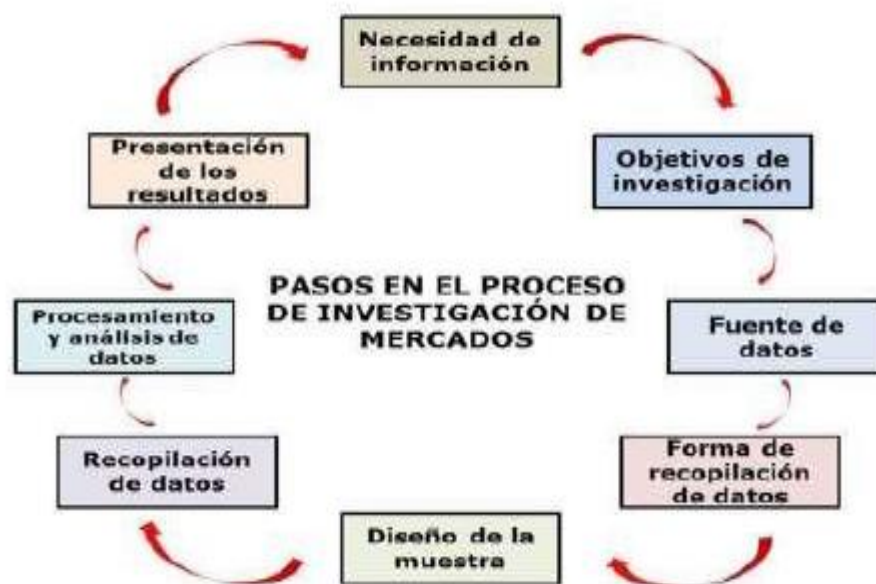 Necesidad de
información
Objetivos de
investigación
Fuente de
datos
Forma de
recopilación
de datos
Diseño de la
muestra
Recopilación
de datos
Procesamiento
y análisis de
datos
Presentación
de los
resultados
PASOS EN EL PROCESO
DE INVESTIGACIÓN DE
MERCADOS